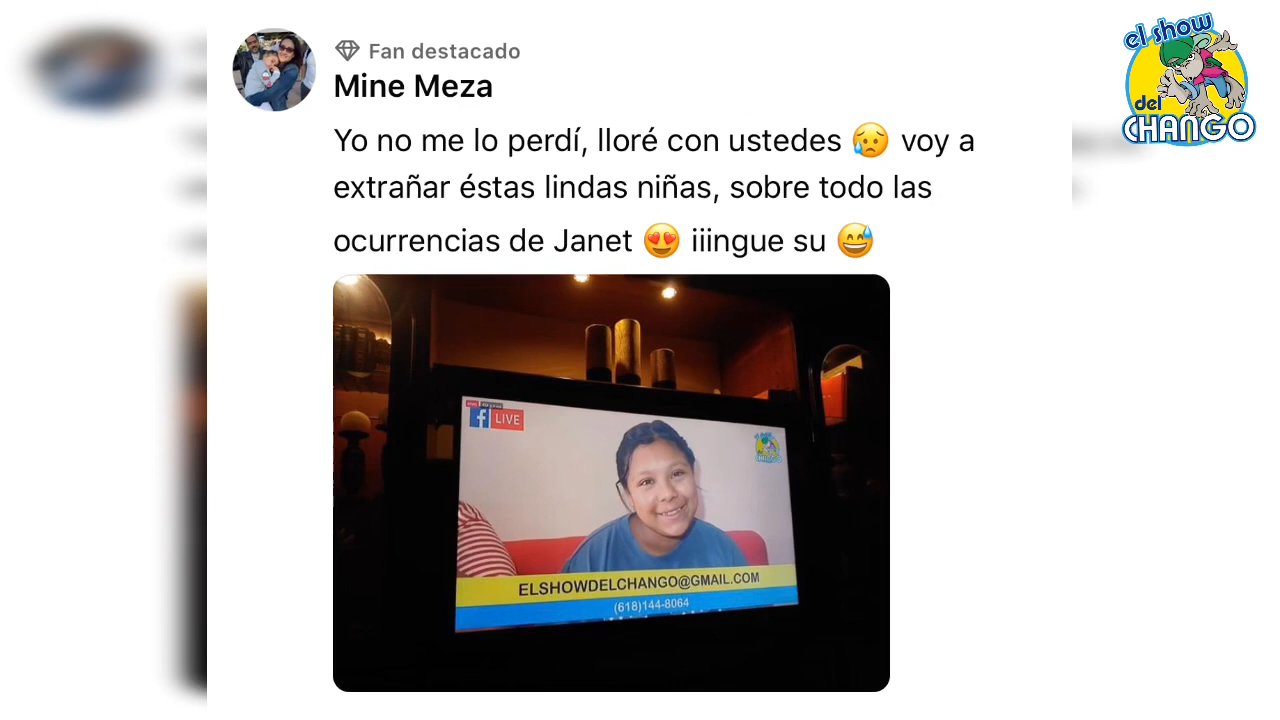 Fan destacado
Mine Meza
Yo no me lo perdí, lloré con ustedes 😥 voy a
extrañar éstas lindas niñas, sobre todo las
ocurrencias de Janet 😍 iiingue su 😅
LIVE
ELSHOWDELCHANGO@GMAIL.COM
(618)144-8064
el show
del
CHANGO